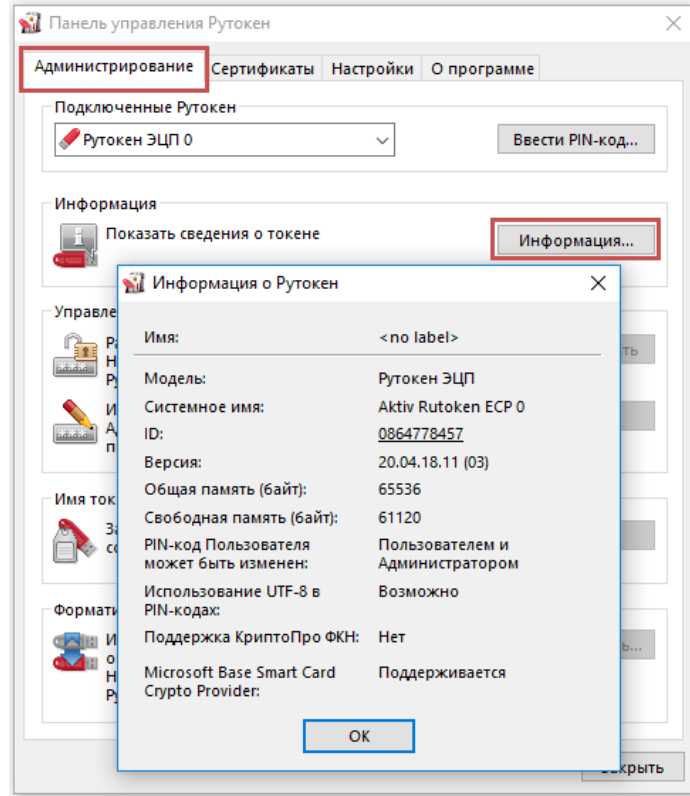 Панель управления Рутокен
Администрирование Сертификаты Настройки О программе
Подключенные Рутокен
Рутокен ЭЦП 0 Ввести PIN-код...
Информация
Показать сведения о токене Информация...
Информация о Рутокен
Имя: <no label>
Модель: Рутокен ЭЦП
Системное имя: Aktiv Rutoken ECP 0
ID: 0864778457
Версия: 20.04.18.11 (03)
Общая память (байт): 65536
Свободная память (байт): 61120
PIN-код Пользователя Пользователем и
может быть изменен: Администратором
Использование UTF-8 в Возможно
PIN-кодах:
Поддержка КриптоПро ФКН: Нет
Microsoft Base Smart Card Поддерживается
Crypto Provider:
OK